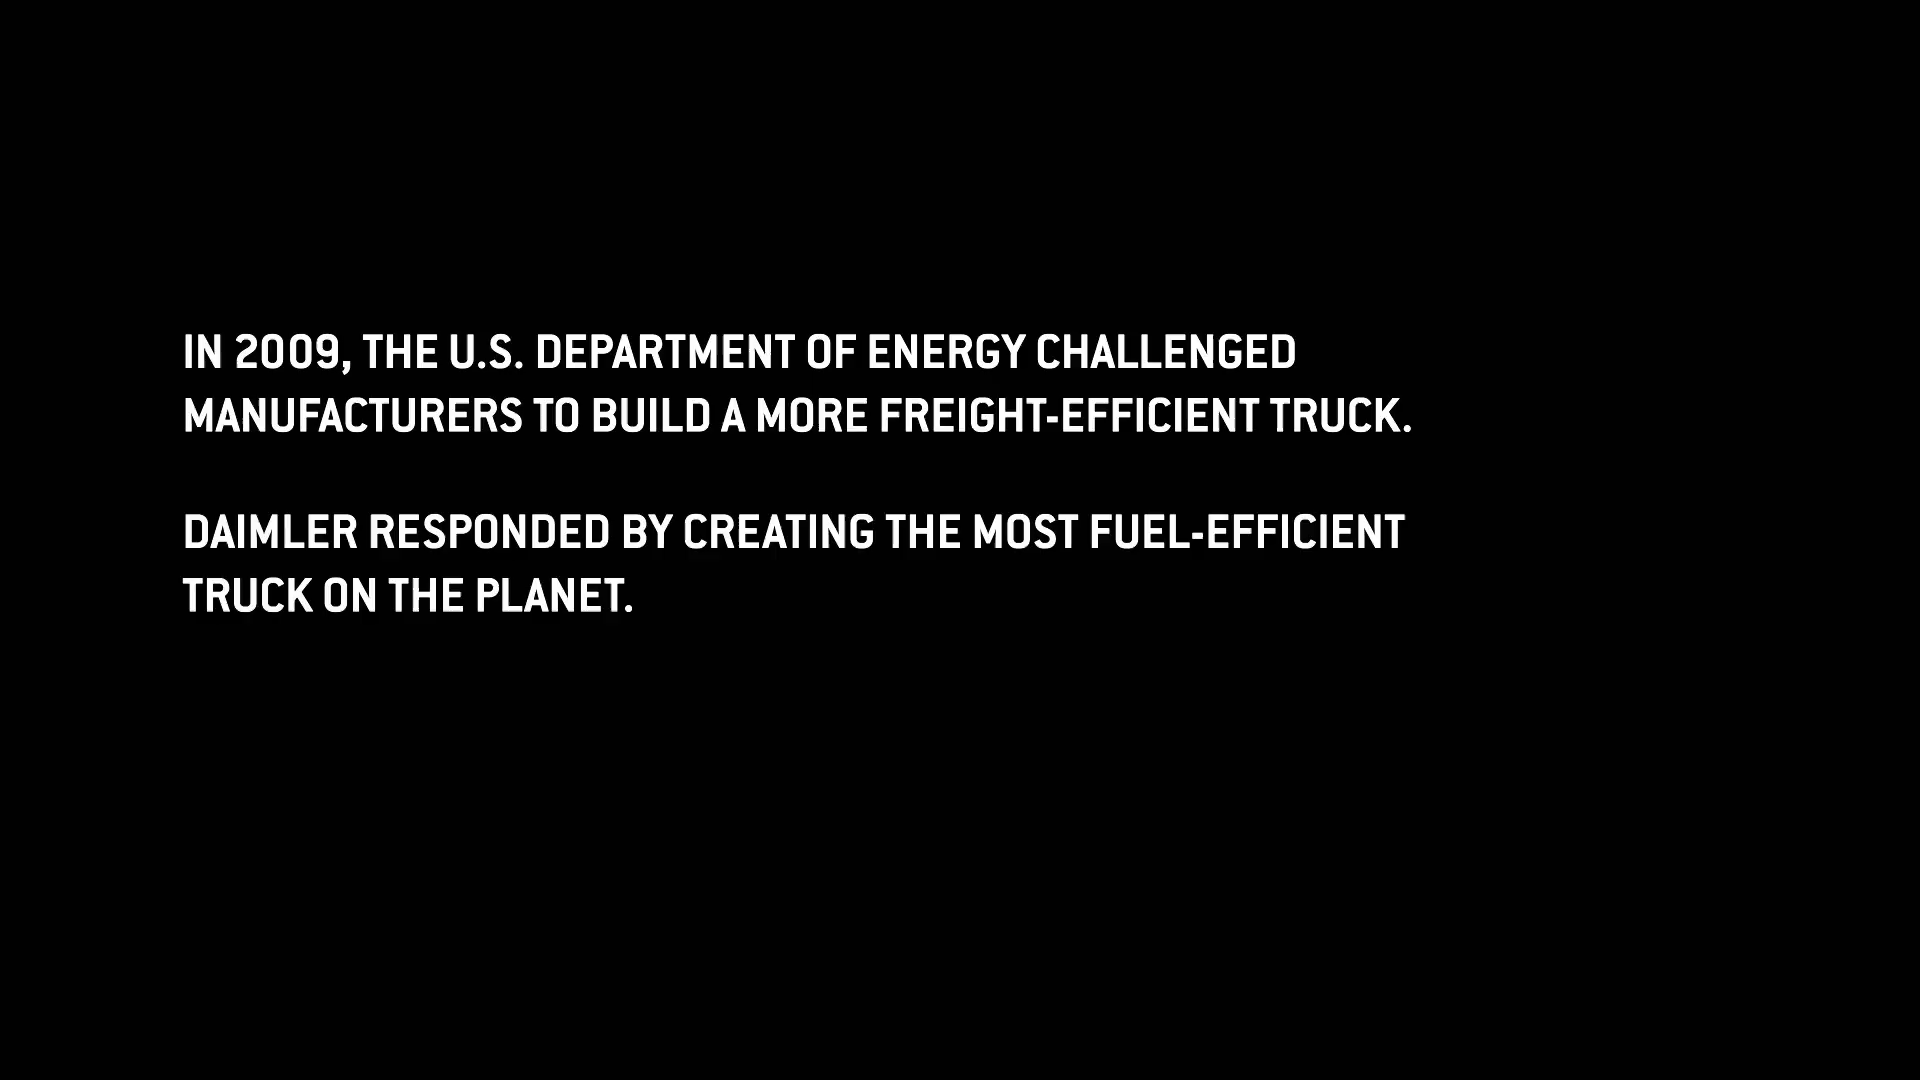 IN 2009, THE U.S. DEPARTMENT OF ENERGY CHALLENGED
MANUFACTURERS TO BUILD A MORE FREIGHT-EFFICIENT TRUCK.
DAIMLER RESPONDED BY CREATING THE MOST FUEL-EFFICIENT
TRUCK ON THE PLANET.